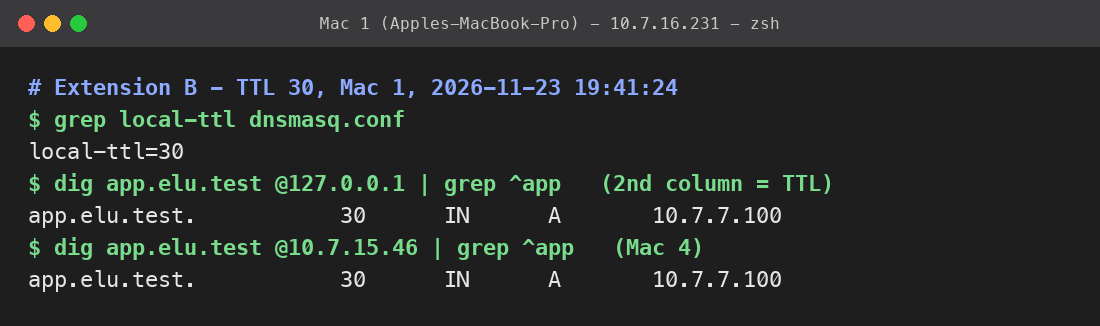 Mac 1 (Apples-MacBook-Pro) — 10.7.16.231 — zsh
# Extension B — TTL 30, Mac 1, 2026-11-23 19:41:24
$ grep local-ttl dnsmasq.conf
local-ttl=30
$ dig app.elu.test @127.0.0.1 | grep ^app   (2nd column = TTL)
app.elu.test.           30      IN      A       10.7.7.100
$ dig app.elu.test @10.7.15.46 | grep ^app   (Mac 4)
app.elu.test.           30      IN      A       10.7.7.100